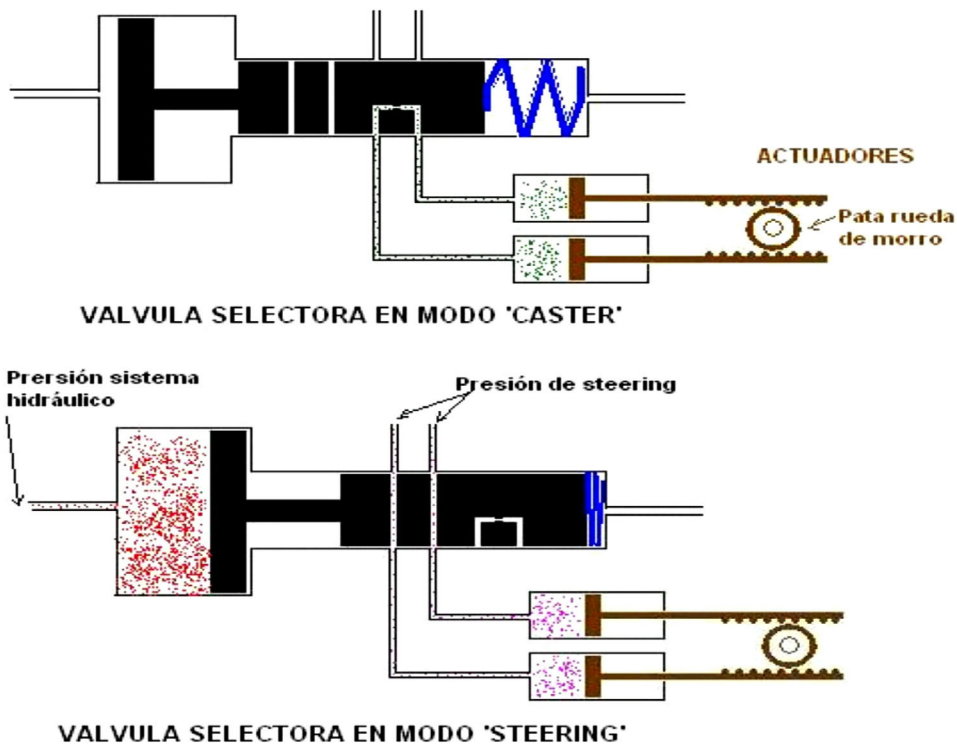 ACTUADORES
Pata rueda
de morro
VALVULA SELECTORA EN MODO 'CASTER'
Prersión sistema
hidráulico
Presión de steering
VALVULA SELECTORA EN MODO 'STEERING'